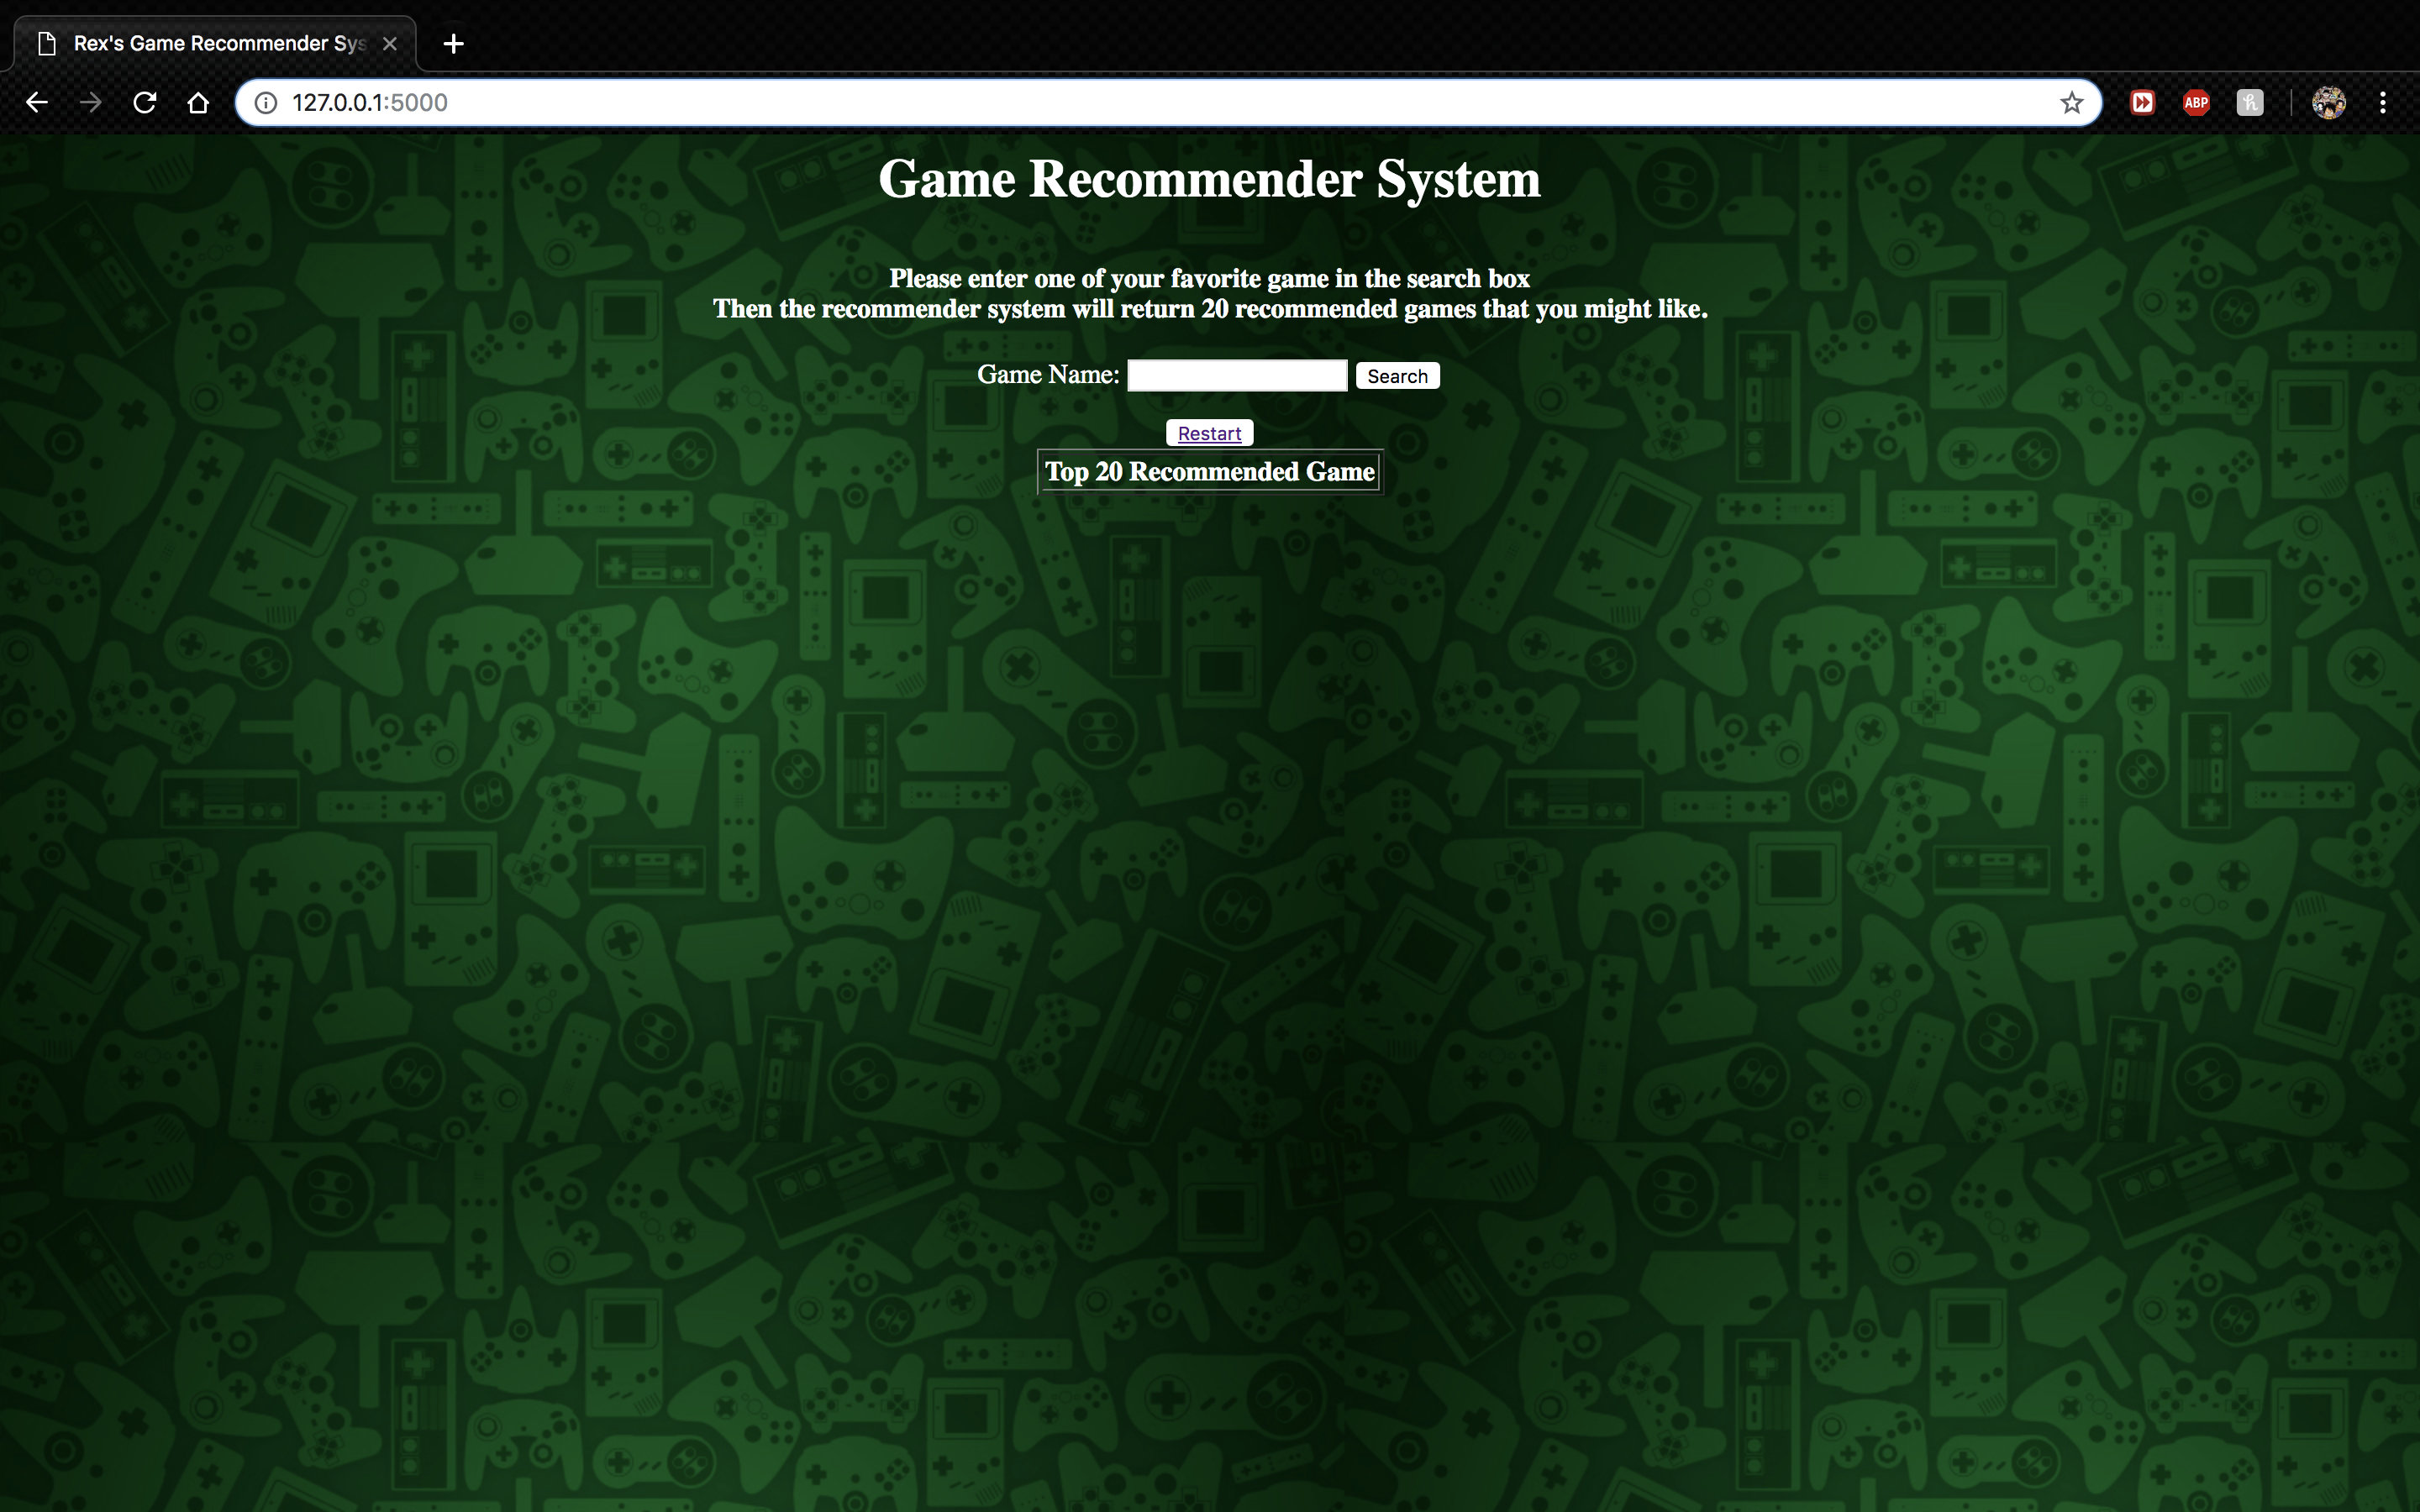 Rex's Game Recommender Sys
127.0.0.1:5000
ABP
h
Game Recommender System
Please enter one of your favorite game in the search box
Then the recommender system will return 20 recommended games that you might like.
Game Name:
Search
Restart
Top 20 Recommended Game